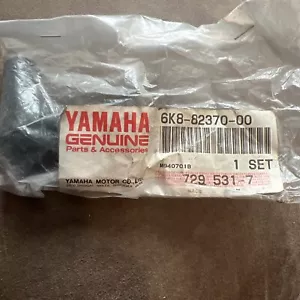 YAMAHA
GENUINE
Parts & Accessories
YAMAHA MOTOR CO.,
6K8-82370-00
1 SET
729 531-7